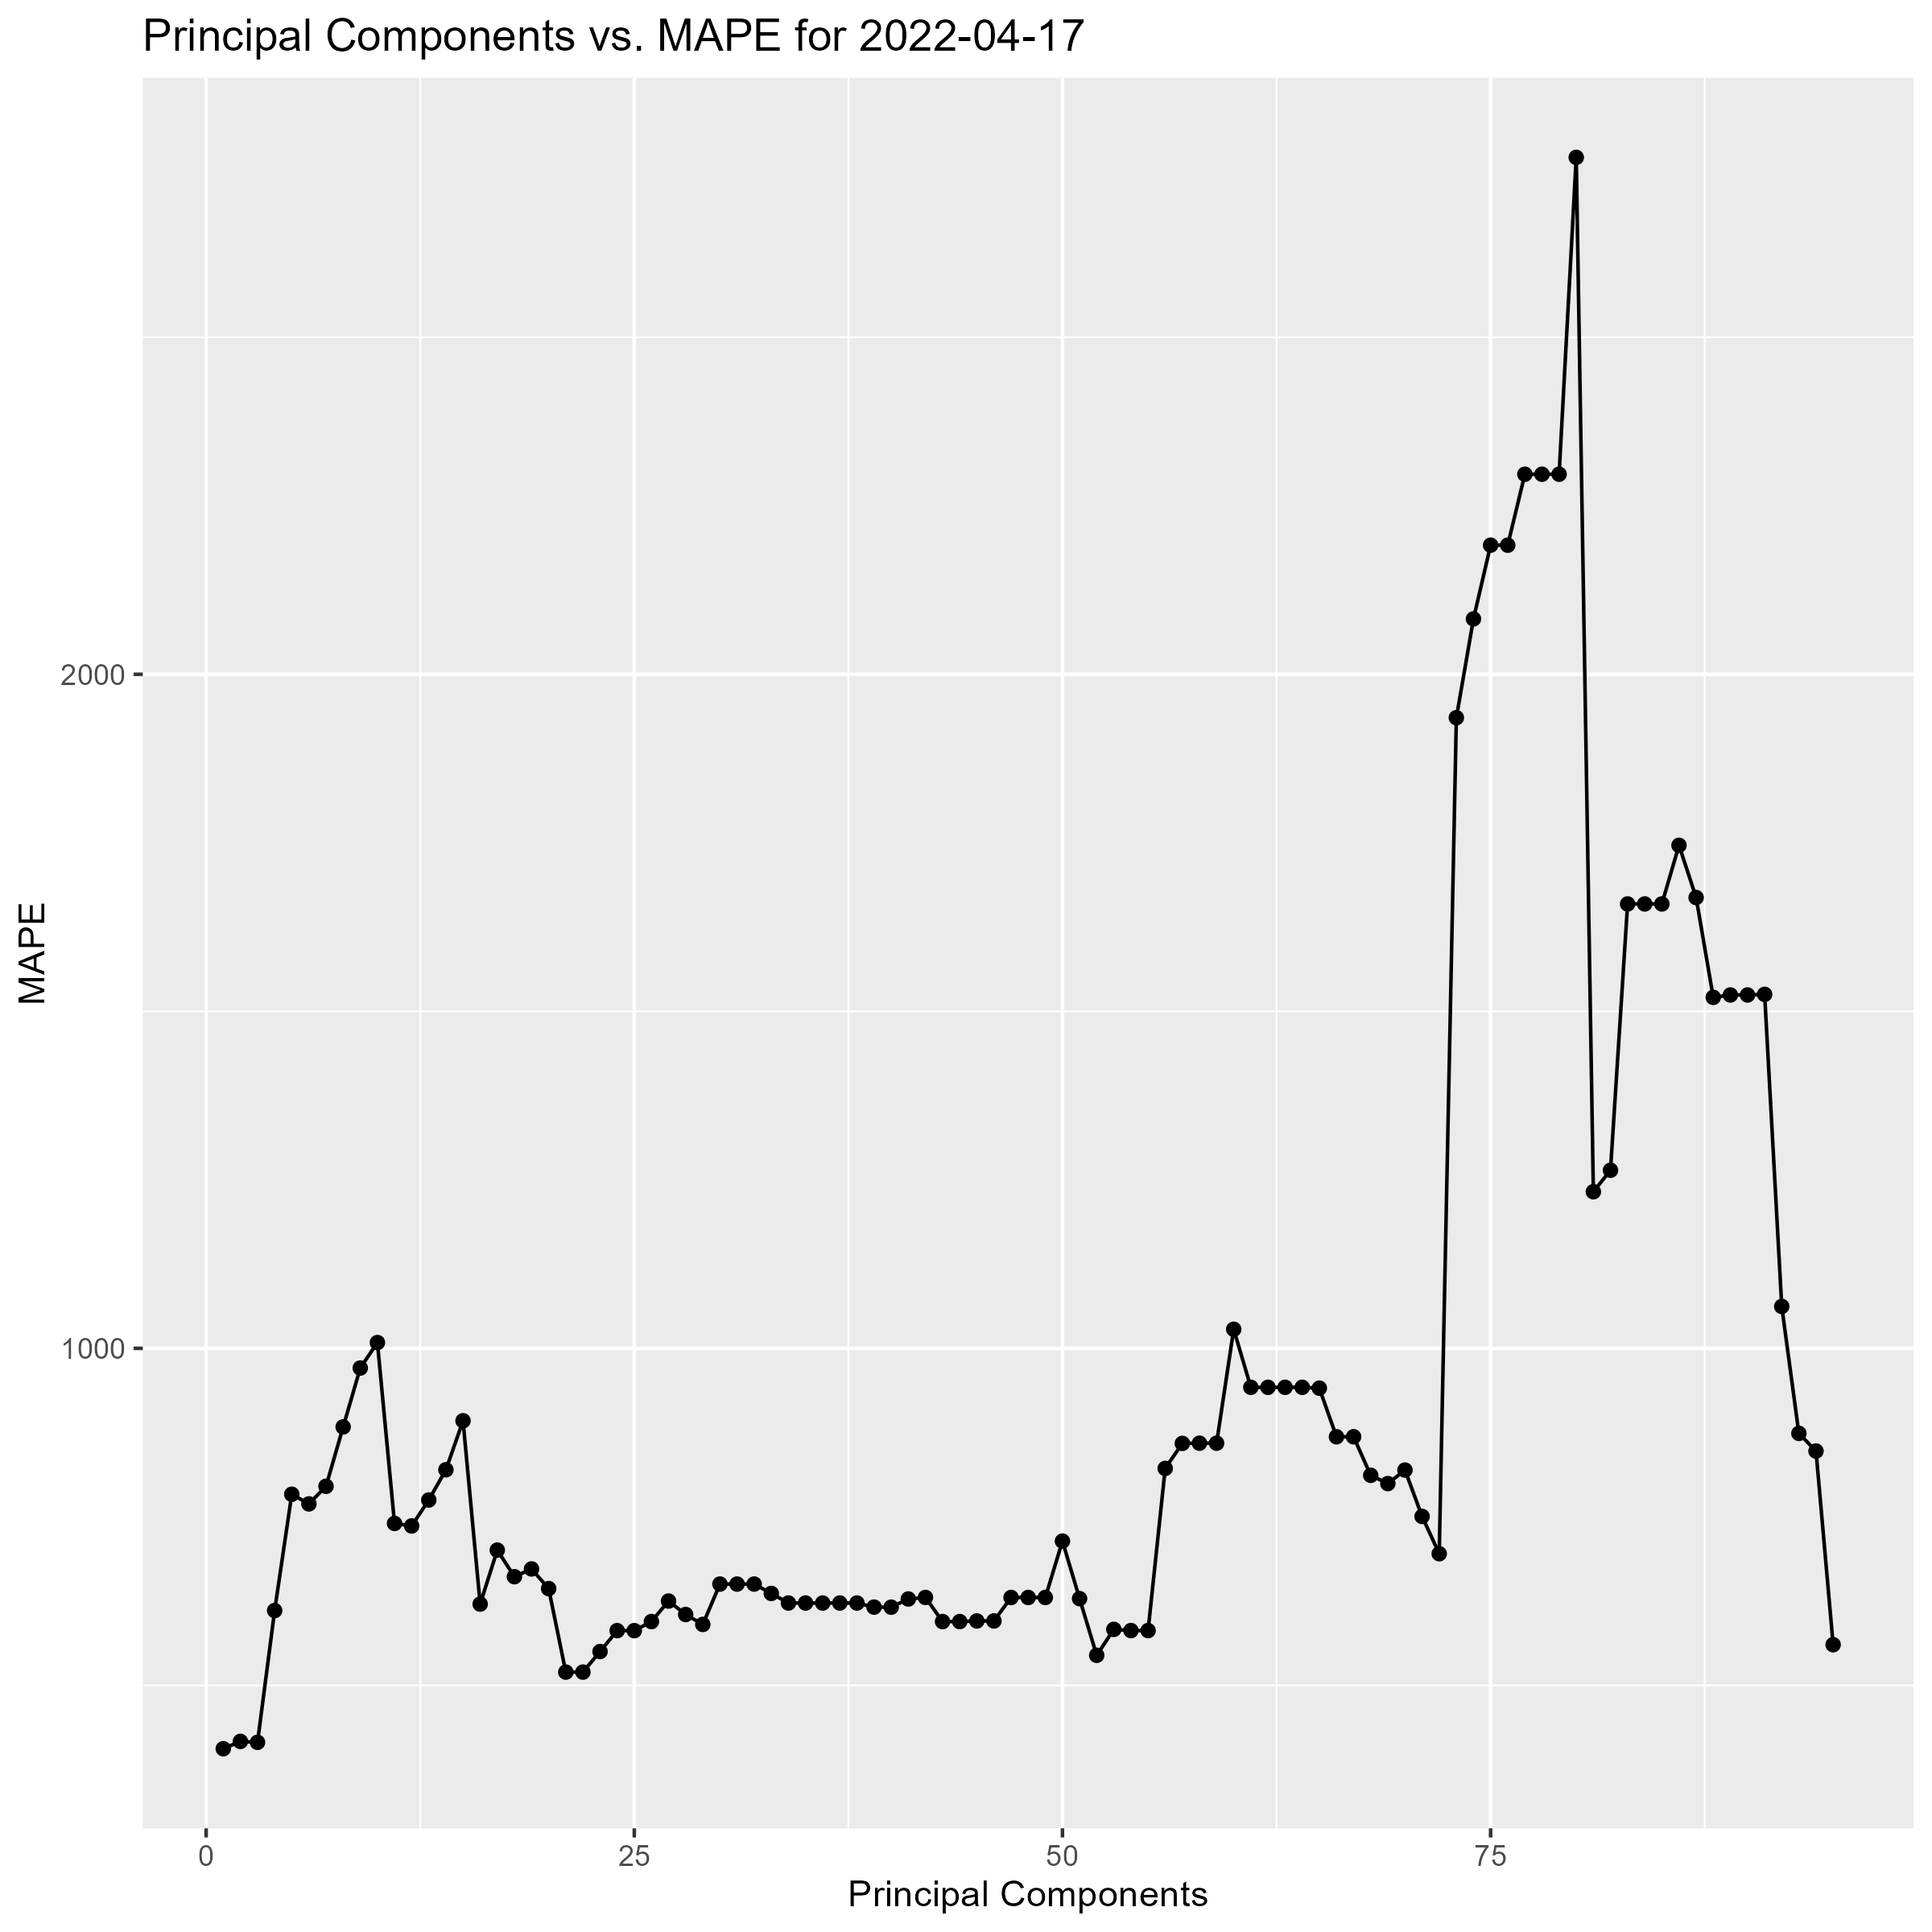 Principal Components vs. MAPE for 2022-04-17
MAPE
2000
1000
0 25 50 75
Principal Components